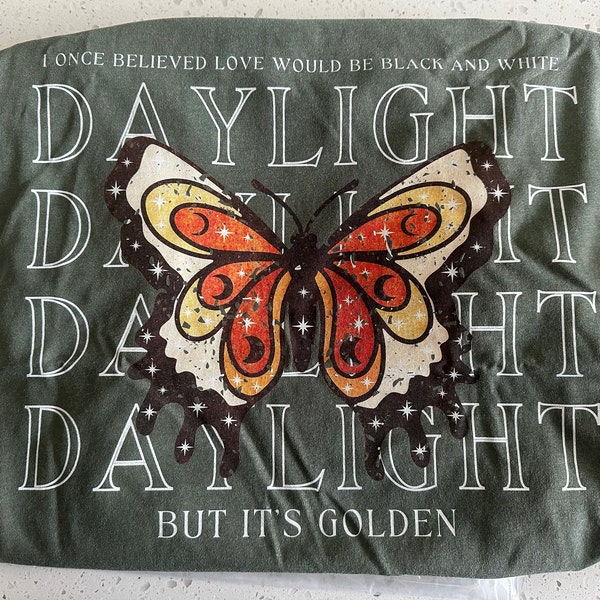 I ONCE BELIEVED LOVE WOULD BE BLACK AND WHITE
DAYLIGHT
DAYLIGHT
DAYLIGHT
DAYLIGHT
BUT IT'S GOLDEN